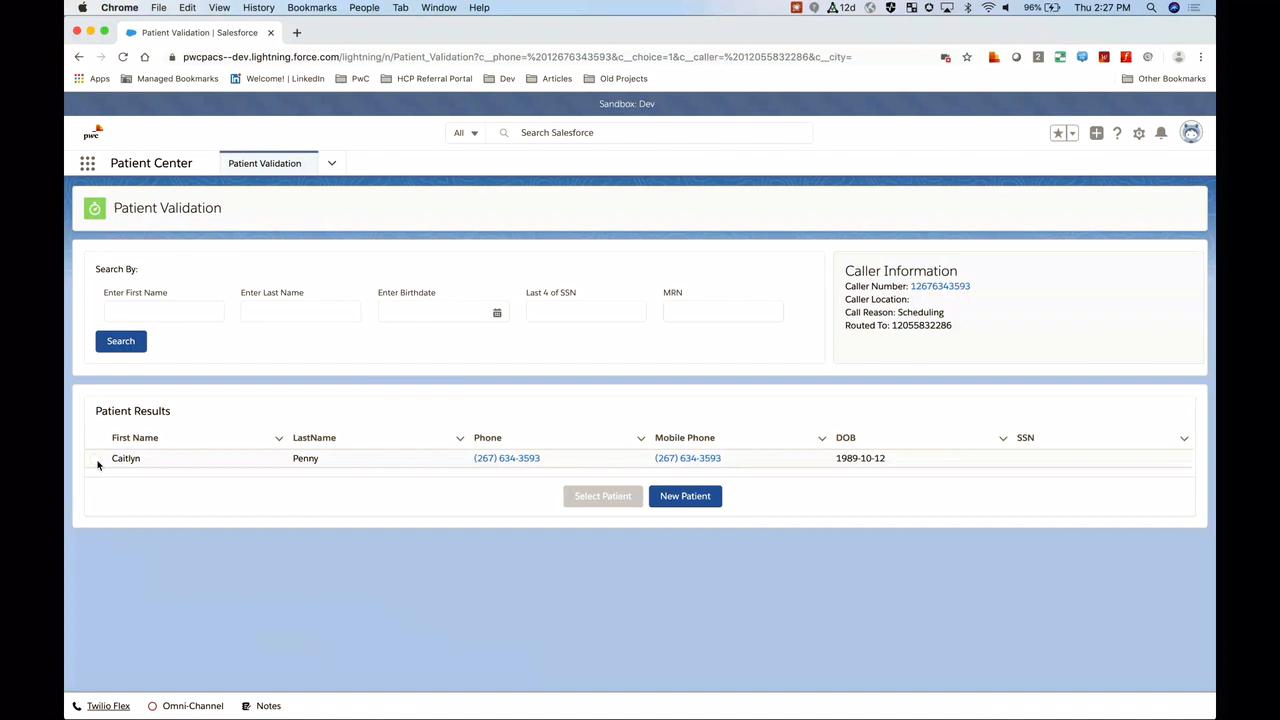 Chrome File Edit View History Bookmarks People Tab Window Help 12d 96% Thu 2:27 PM
Patient Validation | Salesforce
pwcpacs--dev.lightning.force.com/lightning/n/Patient_Validation?c__phone=%2012676343593&c__choice=1&c__caller=%2012055832286&c__city=
Apps Managed Bookmarks Welcome! | LinkedIn PwC HCP Referral Portal Dev Articles Old Projects Other Bookmarks
Sandbox: Dev
pwc All Search Salesforce
Patient Center Patient Validation
Patient Validation
Search By:
Enter First Name Enter Last Name Enter Birthdate Last 4 of SSN MRN
Search
Caller Information
Caller Number: 12676343593
Caller Location:
Call Reason: Scheduling
Routed To: 12055832286
Patient Results
First Name LastName Phone Mobile Phone DOB SSN
Caitlyn Penny (267) 634-3593 (267) 634-3593 1989-10-12
Select Patient New Patient
Twilio Flex Omni-Channel Notes